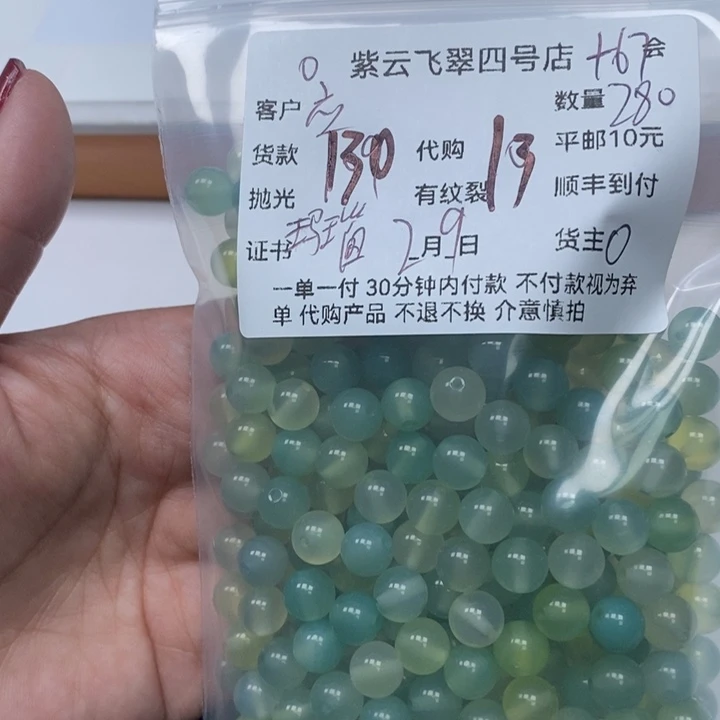 紫云飞翠四号店 +67会
客户 0 六 数量 280
货款 130 代购 13 平邮10元
抛光 有纹裂 顺丰到付
证书 玛瑙 2月9日 货主 0
一单一付 30分钟内付款 不付款视为弃
单 代购产品 不退不换 介意慎拍